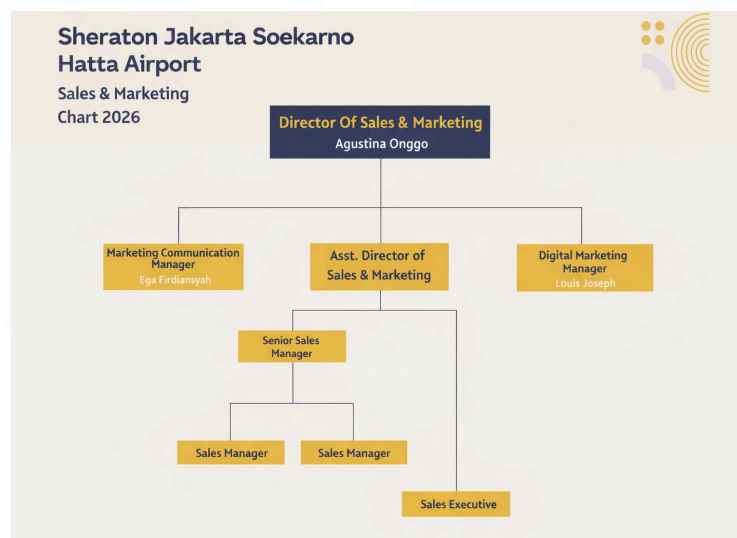 Sheraton Jakarta Soekarno
Hatta Airport
Sales & Marketing
Chart 2026
Director Of Sales & Marketing
Agustina Onggo
Marketing Communication
Manager
Ega Firdiansyah
Asst. Director of
Sales & Marketing
Digital Marketing
Manager
Louis Joseph
Senior Sales
Manager
Sales Manager
Sales Manager
Sales Executive